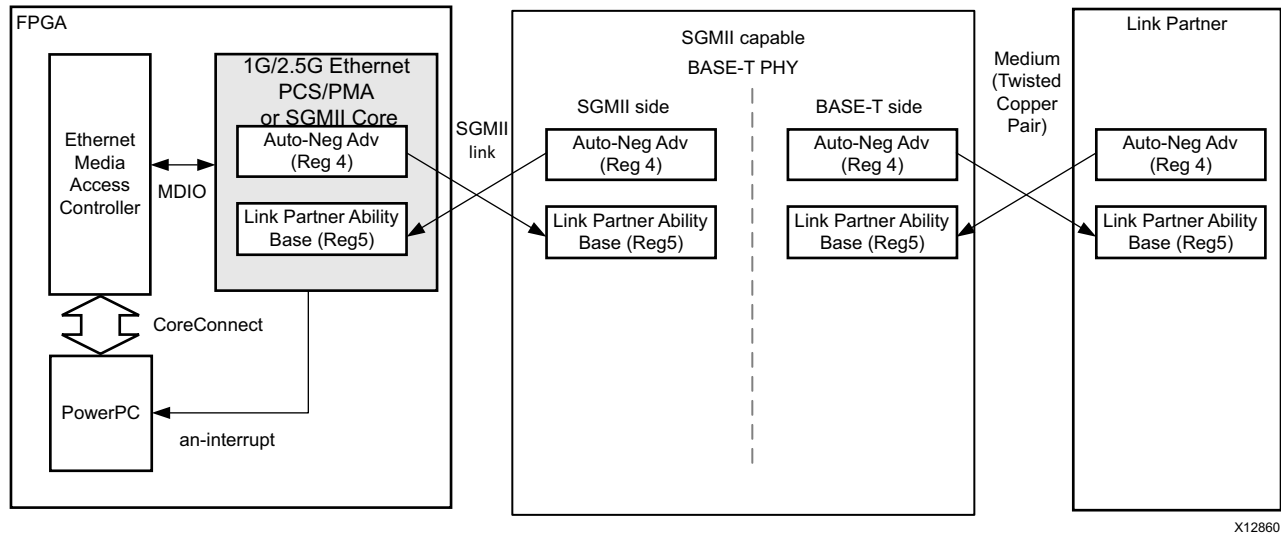 FPGA
Ethernet
Media
Access
Controller
MDIO
1G/2.5G Ethernet
PCS/PMA
or SGMII Core
Auto-Neg Adv
(Reg 4)
Link Partner Ability
Base (Reg5)
CoreConnect
PowerPC
an-interrupt
SGMII
link
SGMII capable
BASE-T PHY
SGMII side
Auto-Neg Adv
(Reg 4)
Link Partner Ability
Base (Reg5)
BASE-T side
Auto-Neg Adv
(Reg 4)
Link Partner Ability
Base (Reg5)
Medium
(Twisted
Copper
Pair)
Link Partner
Auto-Neg Adv
(Reg 4)
Link Partner Ability
Base (Reg5)
X12860